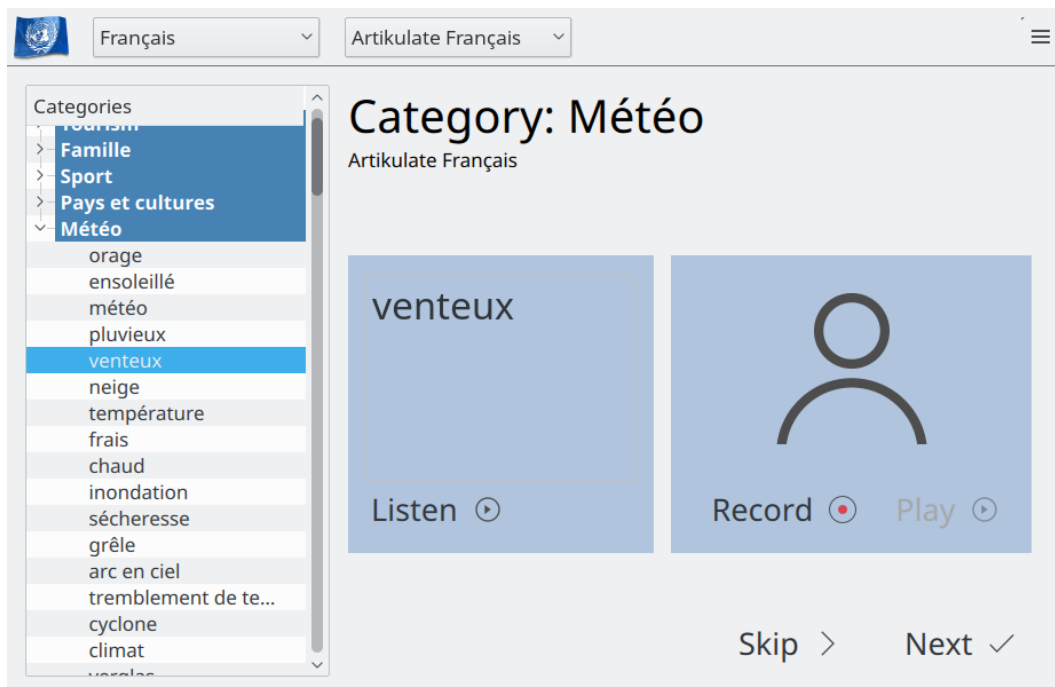 Français
Artikulate Français
Categories
Tourism
Famille
Sport
Pays et cultures
Météo
orage
ensoleillé
météo
pluvieux
venteux
neige
température
frais
chaud
inondation
sécheresse
grêle
arc en ciel
tremblement de te...
cyclone
climat
verglas
Category: Météo
Artikulate Français
venteux
Listen
Record
Play
Skip
Next